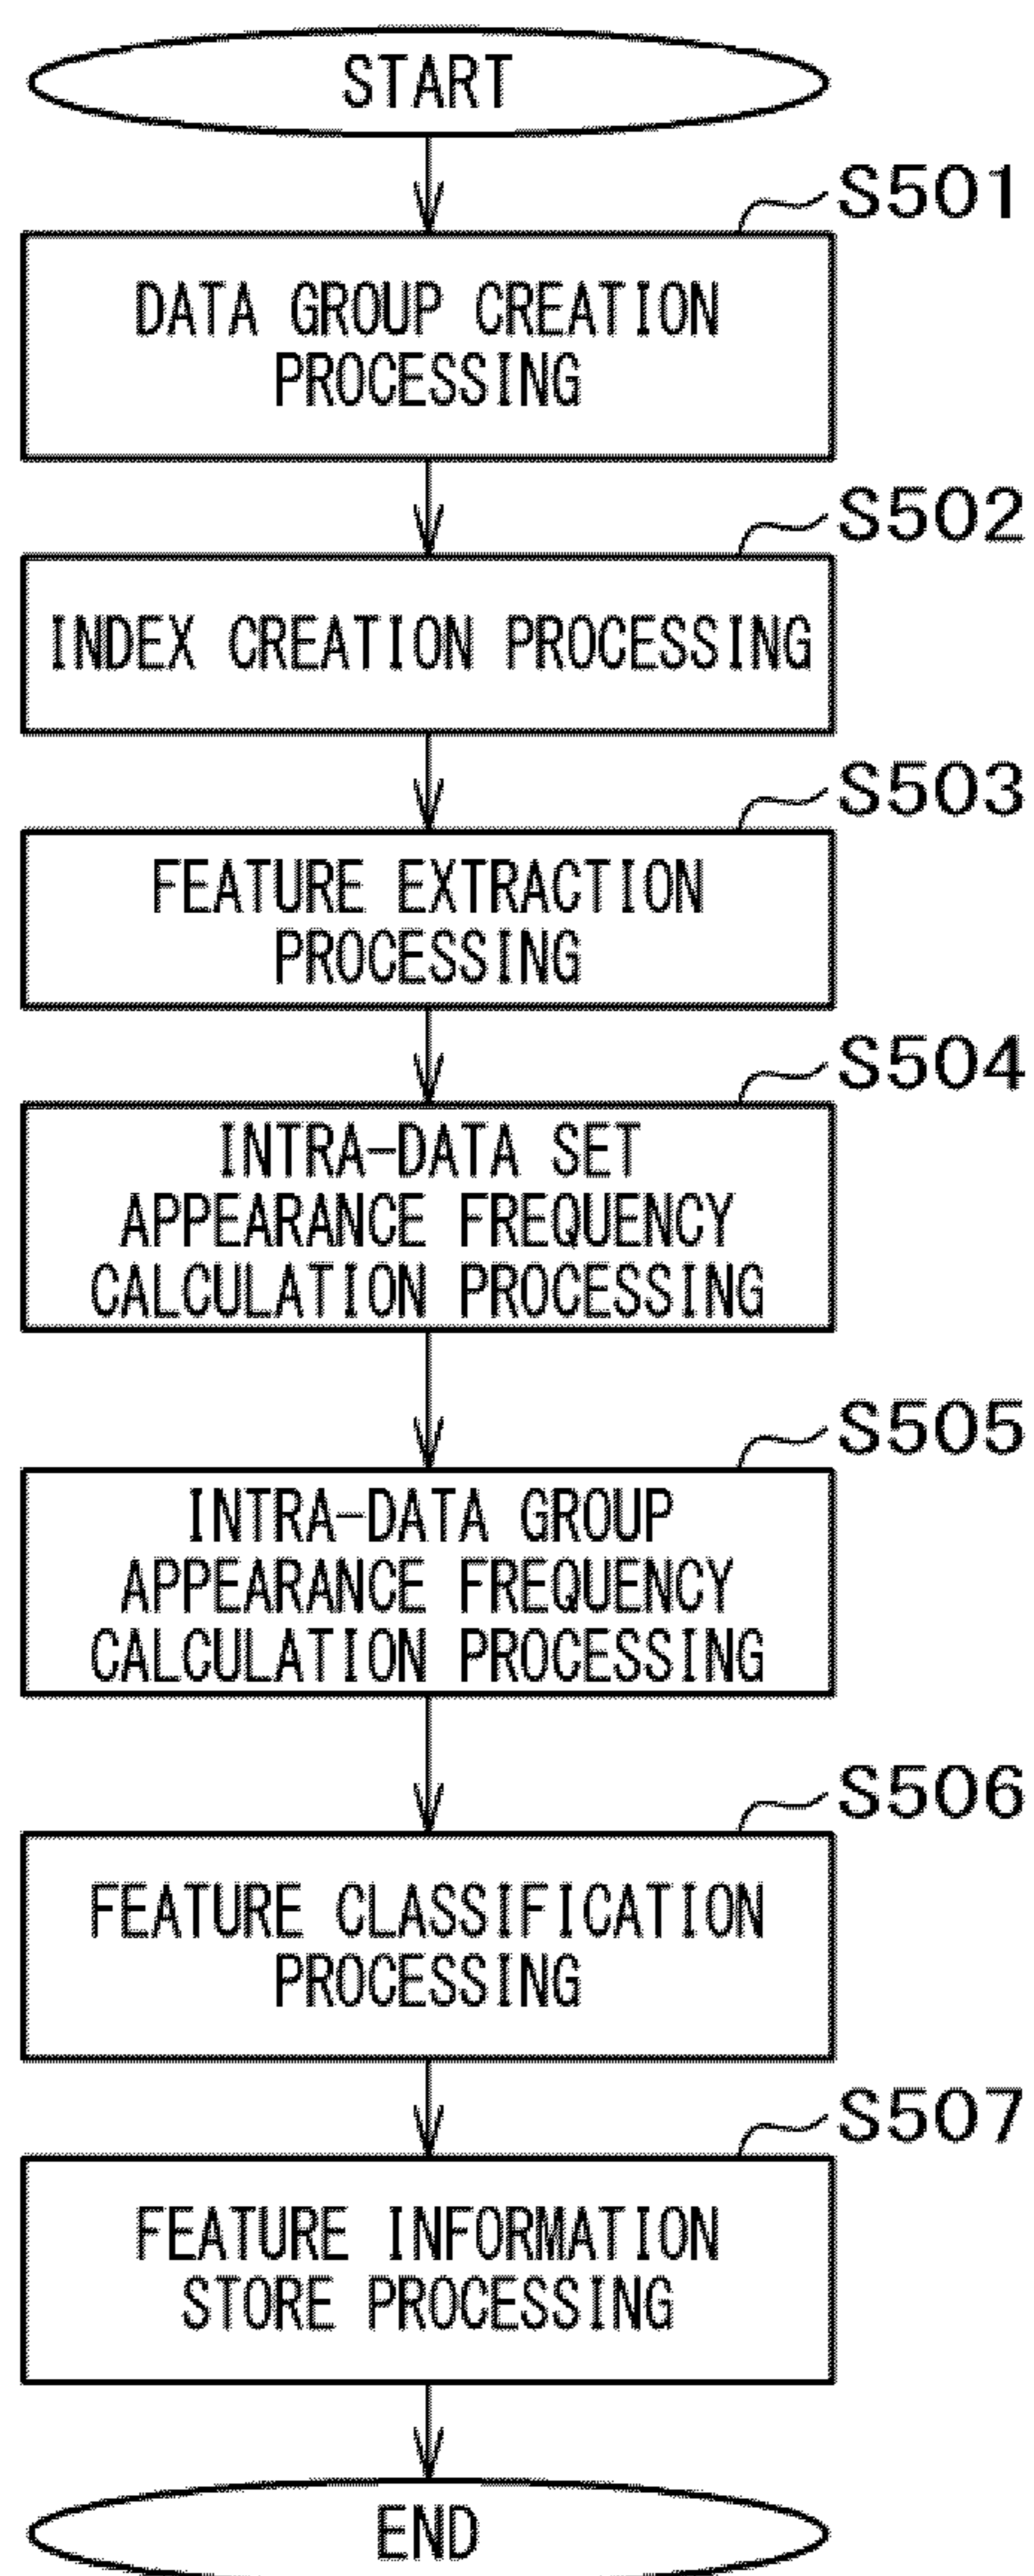 START
S501
DATA GROUP CREATION
PROCESSING
S502
INDEX CREATION PROCESSING
S503
FEATURE EXTRACTION
PROCESSING
S504
INTRA-DATA SET
APPEARANCE FREQUENCY
CALCULATION PROCESSING
S505
INTRA-DATA GROUP
APPEARANCE FREQUENCY
CALCULATION PROCESSING
S506
FEATURE CLASSIFICATION
PROCESSING
S507
FEATURE INFORMATION
STORE PROCESSING
END